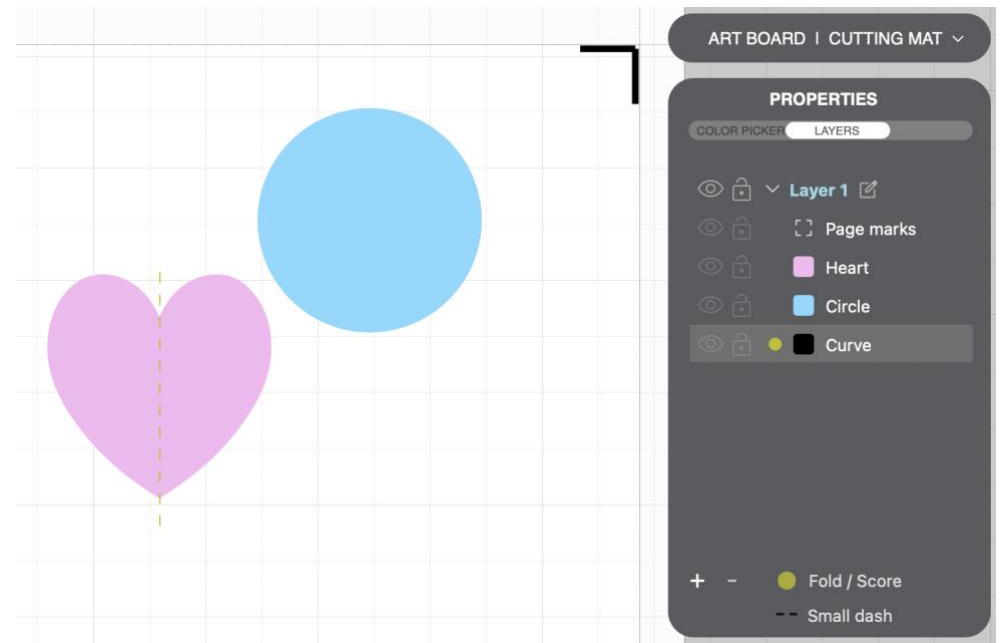 ART BOARD | CUTTING MAT
PROPERTIES
COLOR PICKER LAYERS
Layer 1
Page marks
Heart
Circle
Curve
+ - Fold / Score
-- Small dash